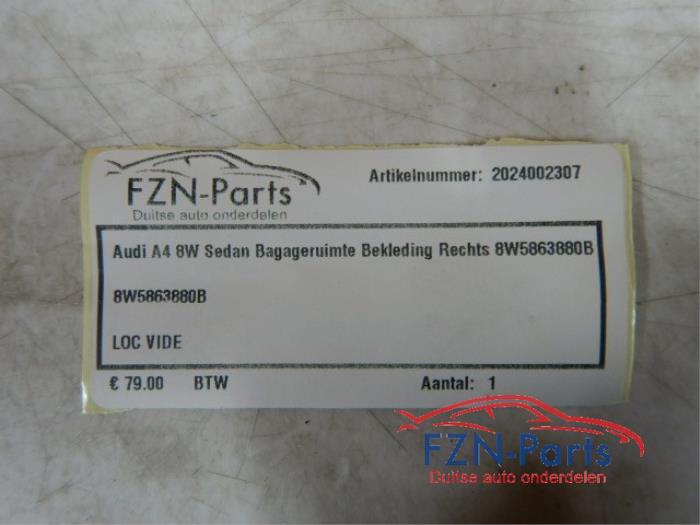 FZN-Parts
Duitse auto onderdelen
Artikelnummer: 2024002307
Audi A4 8W Sedan Bagageruimte Bekleding Rechts 8W5863880B
8W5863880B
LOC VIDE
€ 79.00 BTW
Aantal: 1
FZN-Parts
Duitse auto onderdelen